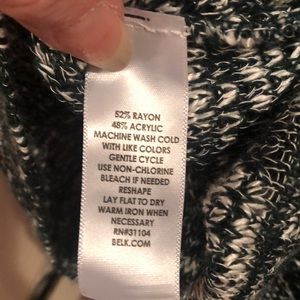 52% RAYON
48% ACRYLIC
MACHINE WASH COLD
WITH LIKE COLORS
GENTLE CYCLE
USE NON-CHLORINE
BLEACH IF NEEDED
RESHAPE
LAY FLAT TO DRY
WARM IRON WHEN
NECESSARY
RN#31104
BELK.COM